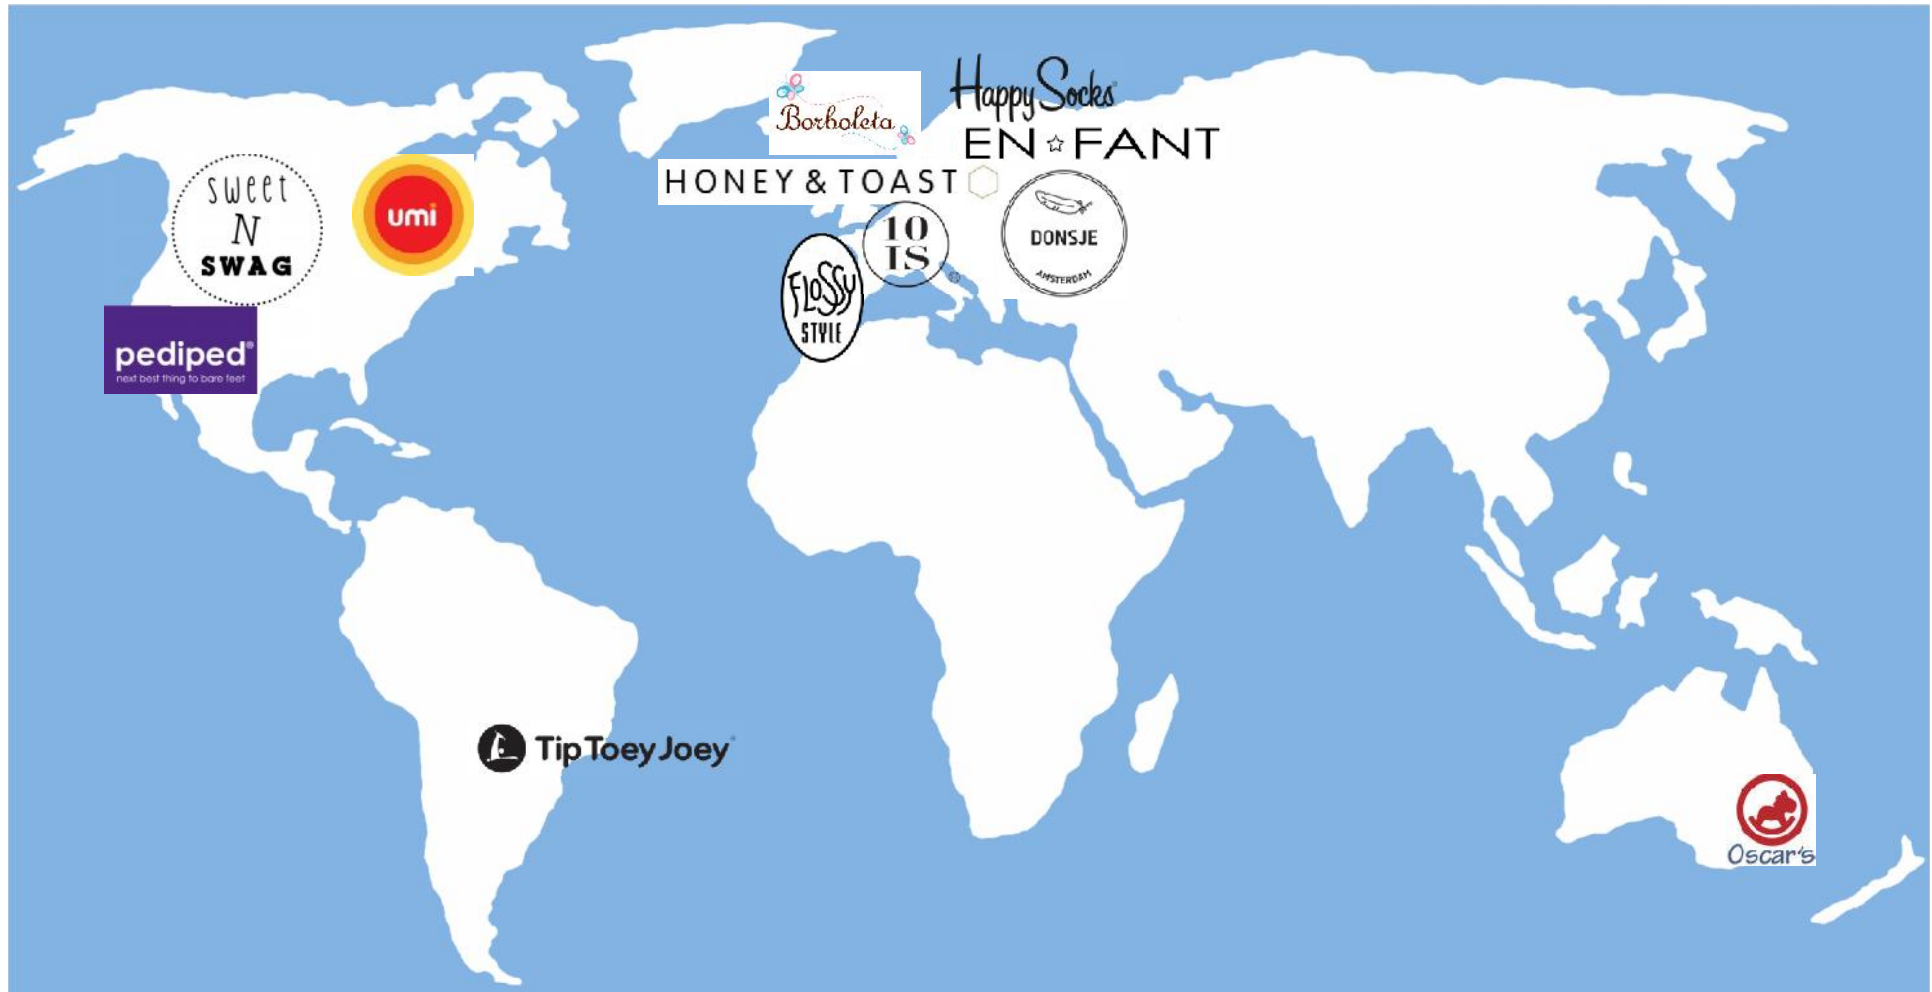 Happy Socks
Borboleta
EN☆FANT
HONEY & TOAST
sweet
N
SWAG
umi
10
IS
DONSJE
AMSTERDAM
FLOSSY
STYLE
pediped®
next best thing to bare feet
TipToeyJoey
Oscar's